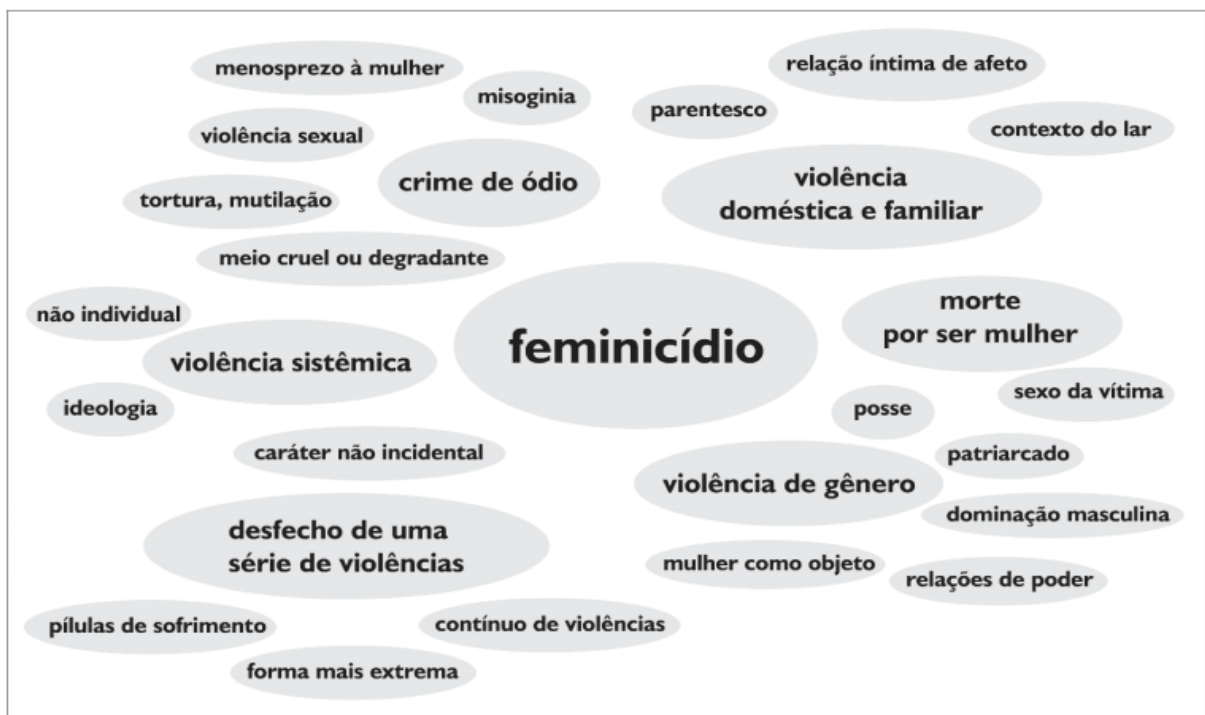 menosprezo à mulher
misoginia
violência sexual
crime de ódio
tortura, mutilação
meio cruel ou degradante
relação íntima de afeto
parentesco
contexto do lar
violência
doméstica e familiar
feminicídio
morte
por ser mulher
sexo da vítima
não individual
violência sistêmica
ideologia
caráter não incidental
posse
patriarcado
violência de gênero
dominação masculina
mulher como objeto
relações de poder
desfecho de uma
série de violências
pílulas de sofrimento
contínuo de violências
forma mais extrema